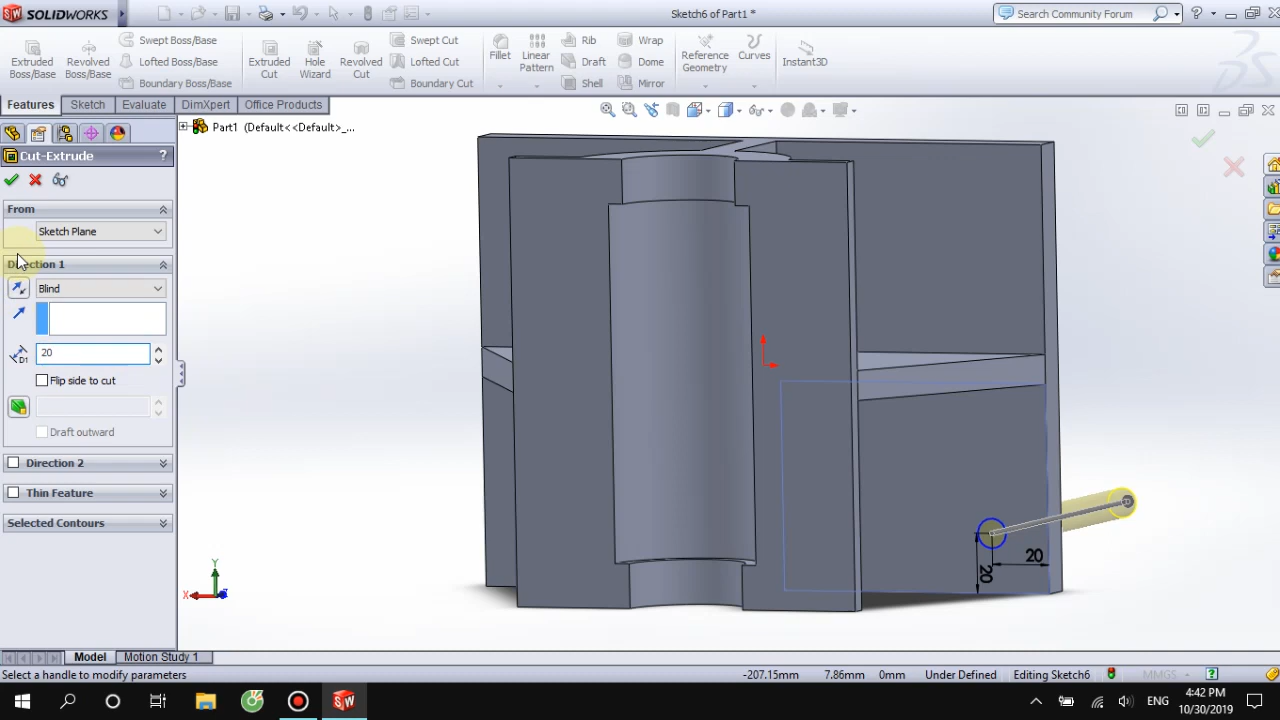 SOLIDWORKS
Sketch6 of Part1 *
Search Community Forum
Extruded Boss/Base
Revolved Boss/Base
Swept Boss/Base
Lofted Boss/Base
Boundary Boss/Base
Extruded Cut
Hole Wizard
Revolved Cut
Swept Cut
Lofted Cut
Boundary Cut
Fillet
Linear Pattern
Rib
Draft
Shell
Wrap
Dome
Mirror
Reference Geometry
Curves
Instant3D
Features Sketch Evaluate DimXpert Office Products
Part1 (Default<<Default>_...
Cut-Extrude ?
From
Sketch Plane
Direction 1
Blind
D1
20
Flip side to cut
Draft outward
Direction 2
Thin Feature
Selected Contours
20
20
Y
X
Z
Model Motion Study 1
Select a handle to modify parameters -207.15mm 7.86mm 0mm Under Defined Editing Sketch6 MMGS ?
ENG
4:42 PM
10/30/2019